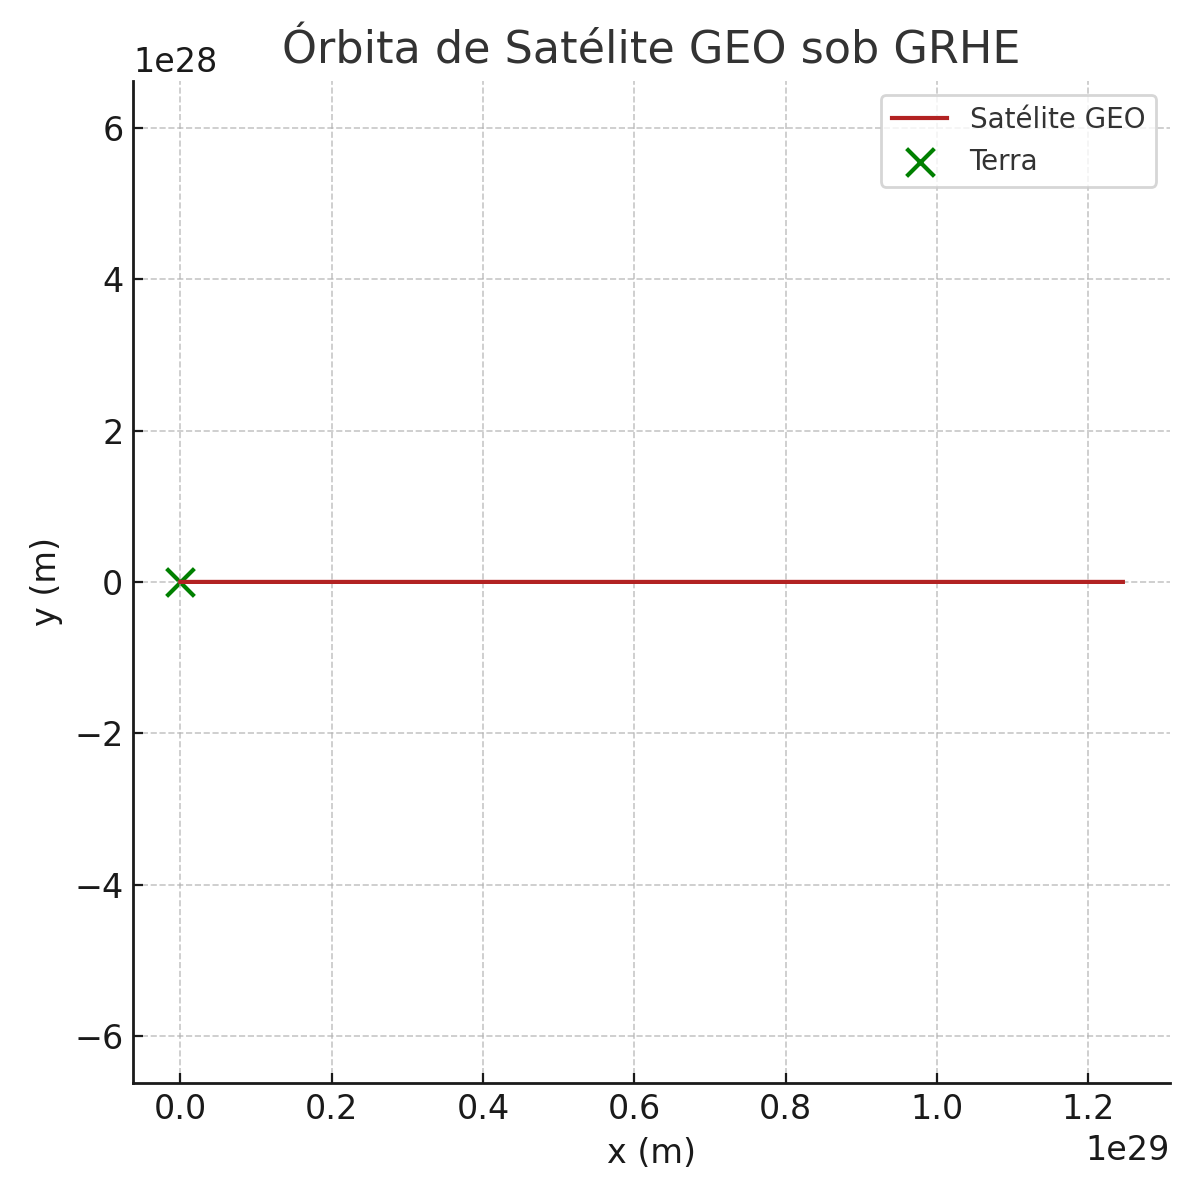 Órbita de Satélite GEO sob GRHE
1e28
Satélite GEO
Terra
6
4
2
0
−2
−4
−6
y (m)
0.0 0.2 0.4 0.6 0.8 1.0 1.2
1e29
x (m)